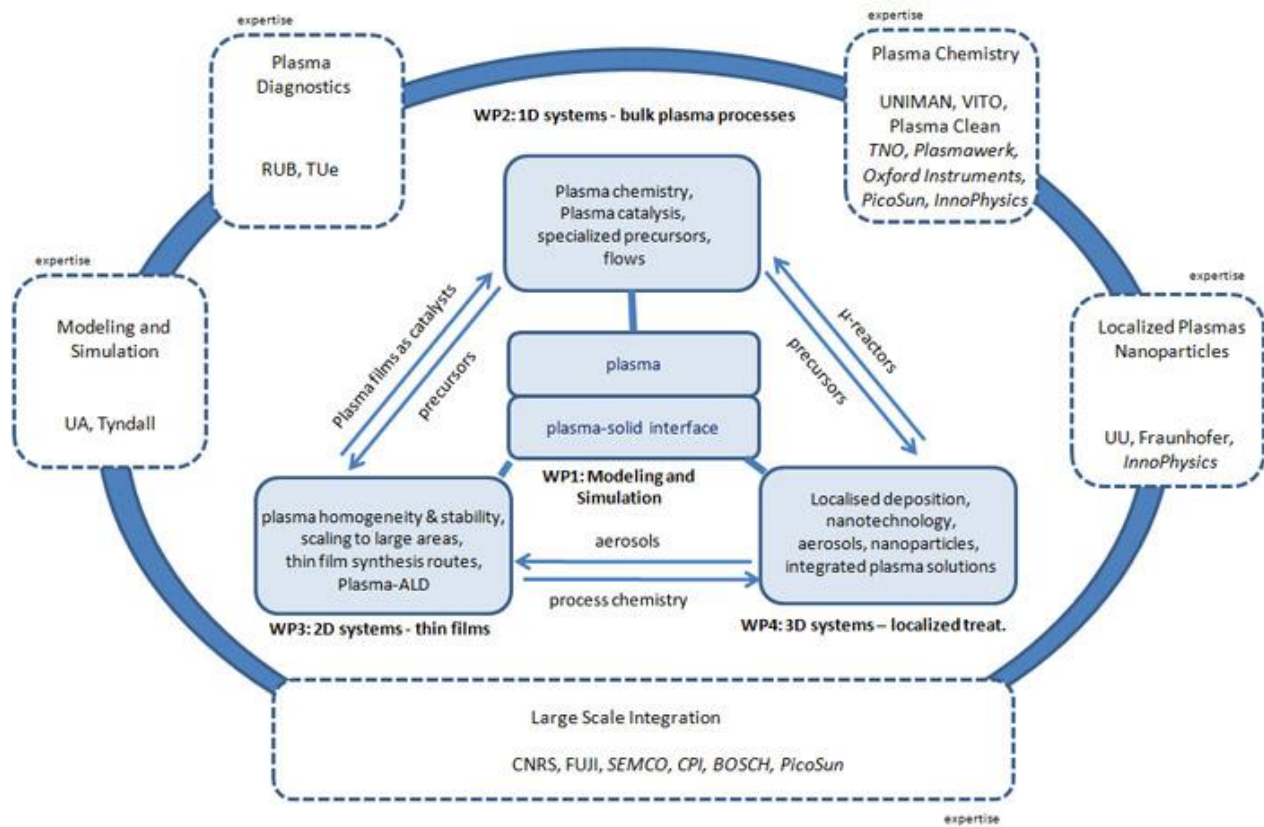 expertise
Plasma
Diagnostics
RUB, TUe
expertise
Plasma Chemistry
UNIMAN, VITO,
Plasma Clean
TNO, Plasmawerk,
Oxford Instruments,
PicoSun, InnoPhysics
WP2: 1D systems - bulk plasma processes
Plasma chemistry,
Plasma catalysis,
specialized precursors,
flows
expertise
Modeling and
Simulation
UA, Tyndall
expertise
Localized Plasmas
Nanoparticles
UU, Fraunhofer,
InnoPhysics
Plasma films as catalysts
precursors
μ-reactors
precursors
plasma
plasma-solid interface
WP1: Modeling and
Simulation
plasma homogeneity & stability,
scaling to large areas,
thin film synthesis routes,
Plasma-ALD
WP3: 2D systems - thin films
aerosols
process chemistry
Localised deposition,
nanotechnology,
aerosols, nanoparticles,
integrated plasma solutions
WP4: 3D systems – localized treat.
Large Scale Integration
CNRS, FUJI, SEMCO, CPI, BOSCH, PicoSun
expertise